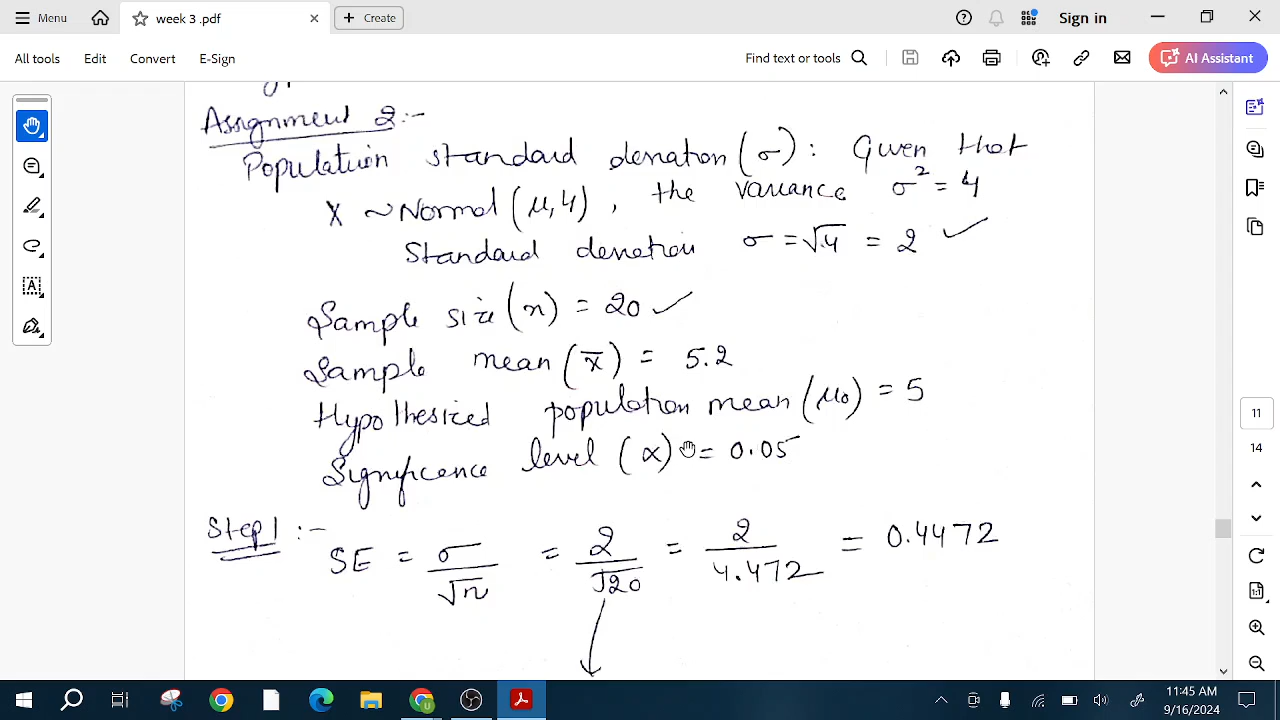 Menu
week 3 .pdf
Create
Sign in
All tools Edit Convert E-Sign
Find text or tools
AI Assistant
Assignment 2:-
Population standard deviation (σ): Given that
X ~ Normal (μ, 4), the variance σ² = 4
Standard deviation σ = √4 = 2 ✓
Sample size (n) = 20 ✓
Sample mean (x̄) = 5.2
Hypothesized population mean (μ₀) = 5
Significance level (α) = 0.05
Step 1 :-
SE = σ/√n = 2/√20 = 2/4.472 = 0.4472
11
14
11:45 AM
9/16/2024